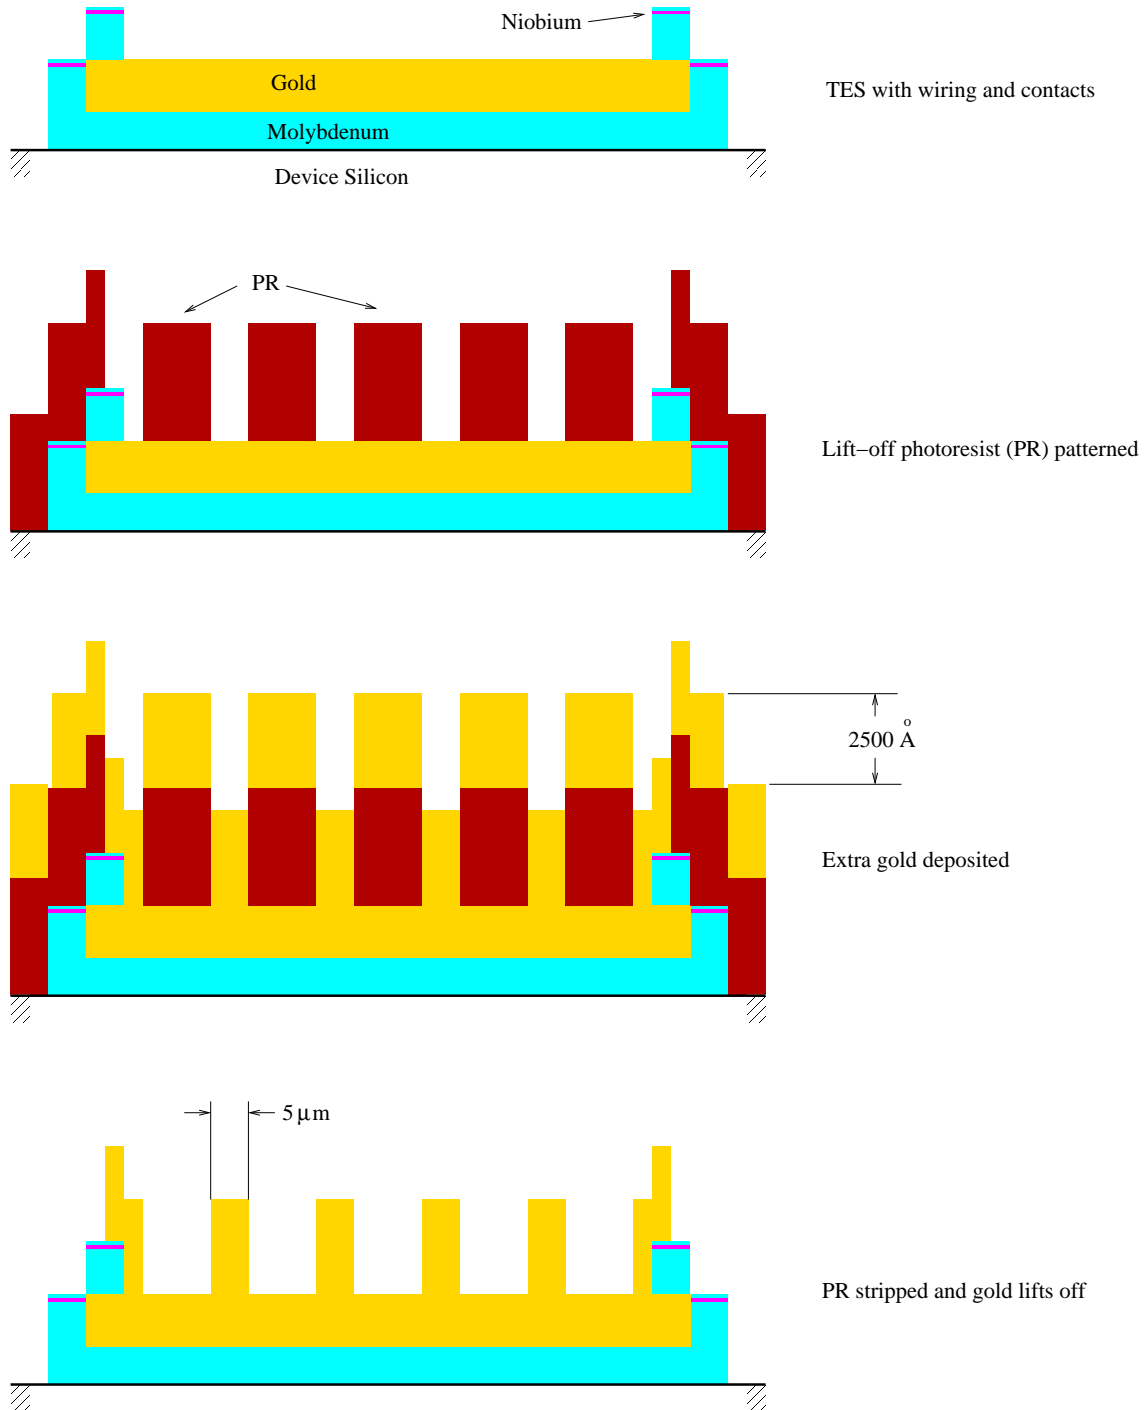 Niobium
Gold
TES with wiring and contacts
Molybdenum
Device Silicon
PR
Lift−off photoresist (PR) patterned
2500 Å
Extra gold deposited
5 μm
PR stripped and gold lifts off